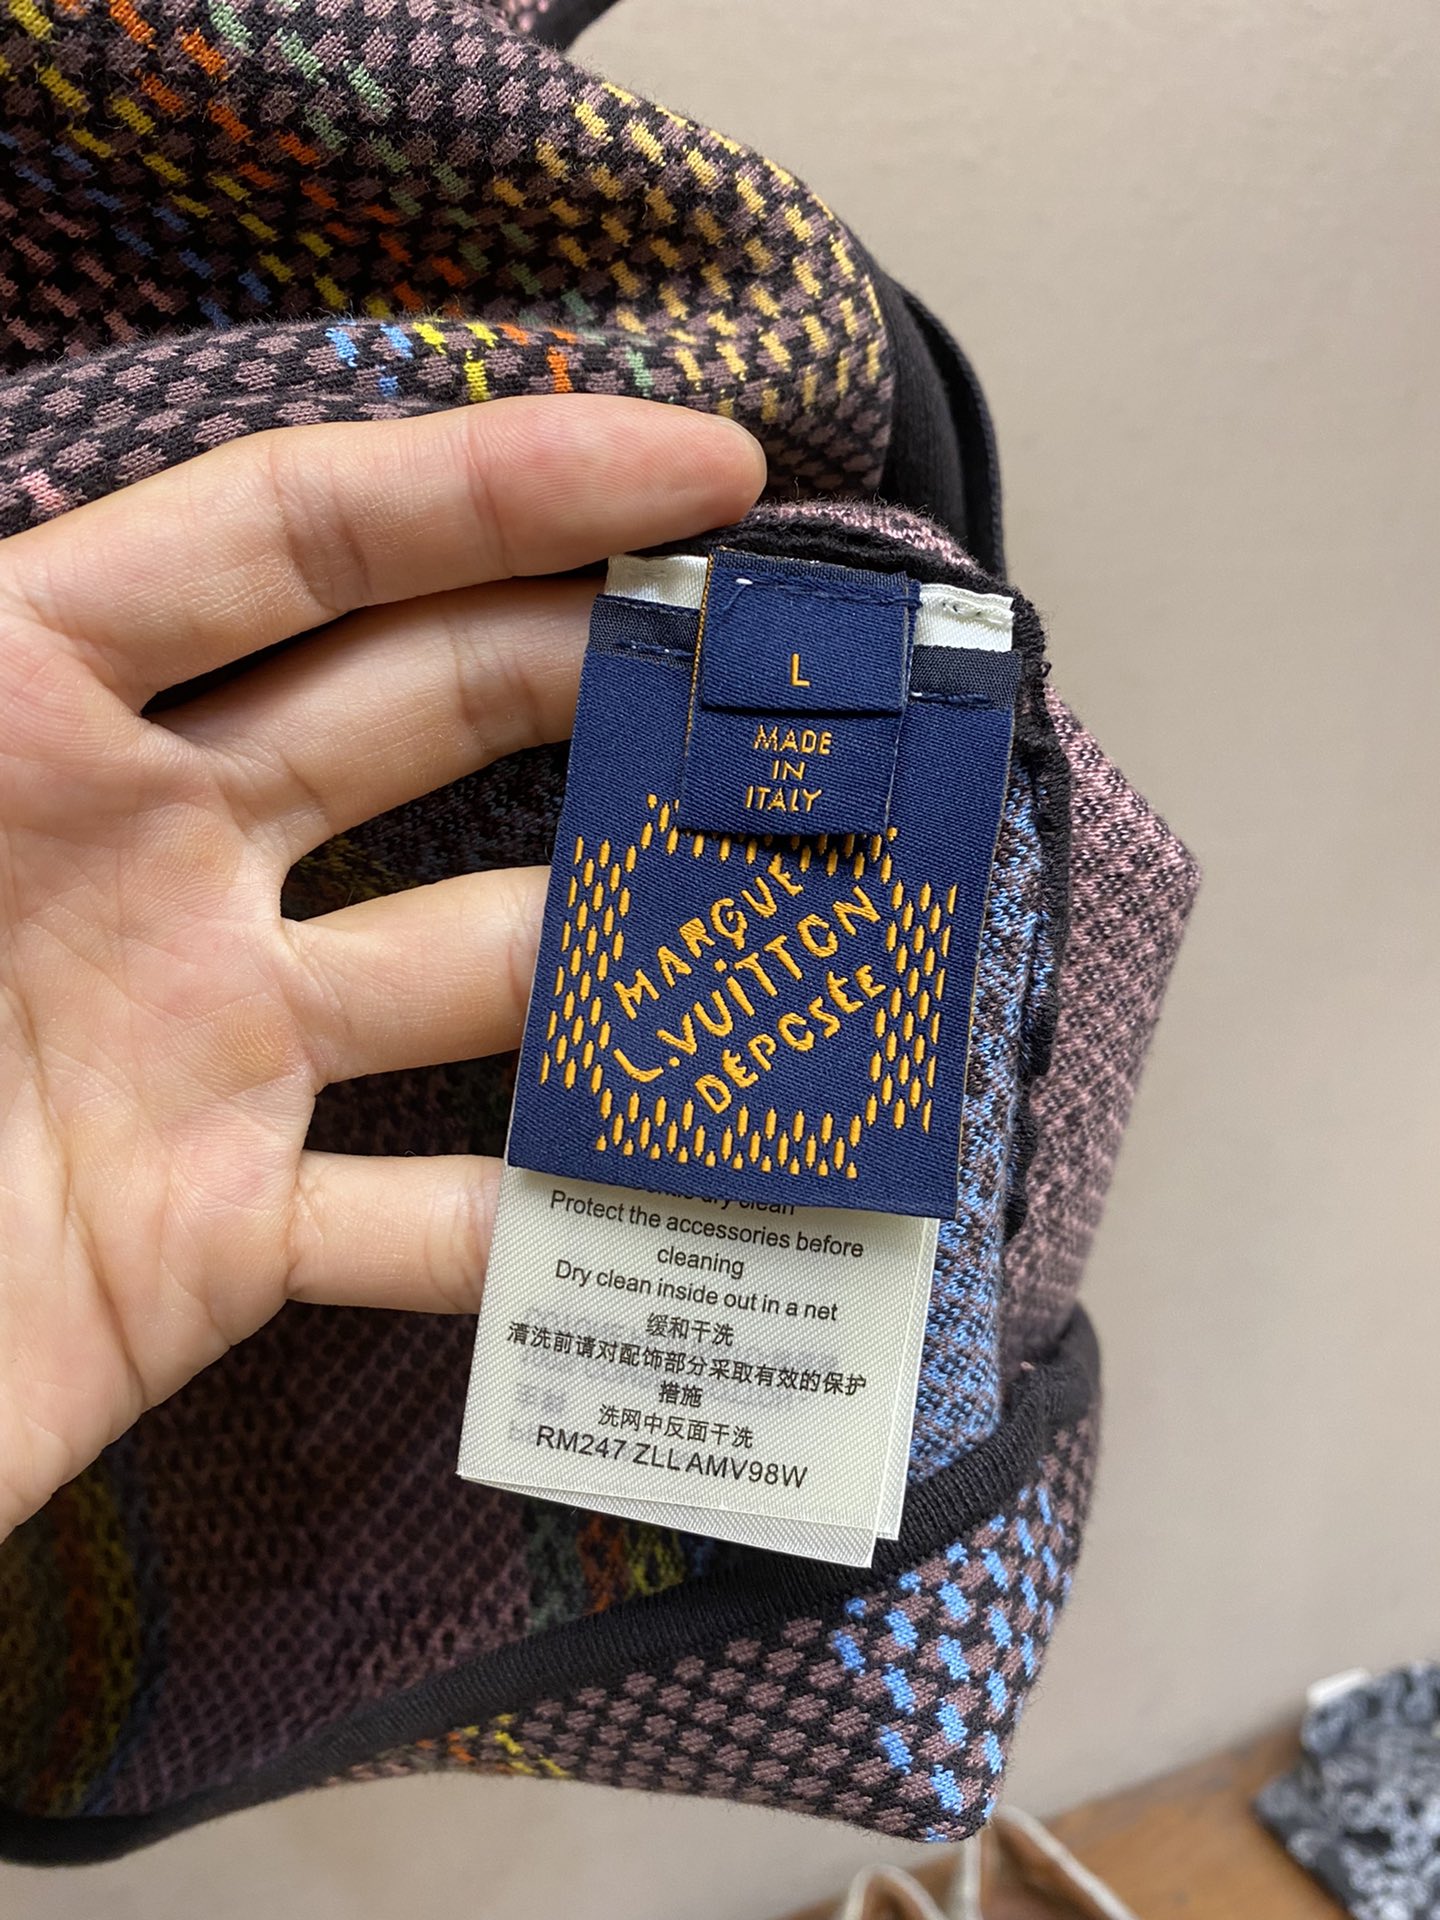 L
MADE
IN
ITALY
MARQUE
L.VUITTON
DÉPOSÉE
dry clean
Protect the accessories before
cleaning
Dry clean inside out in a net
缓和干洗
清洗前请对配饰部分采取有效的保护
措施
洗网中反面干洗
RM247 ZLL AMV98W